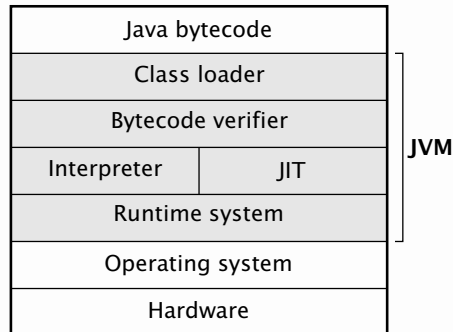 Java bytecode
Class loader
Bytecode verifier
Interpreter JIT
Runtime system
Operating system
Hardware
JVM